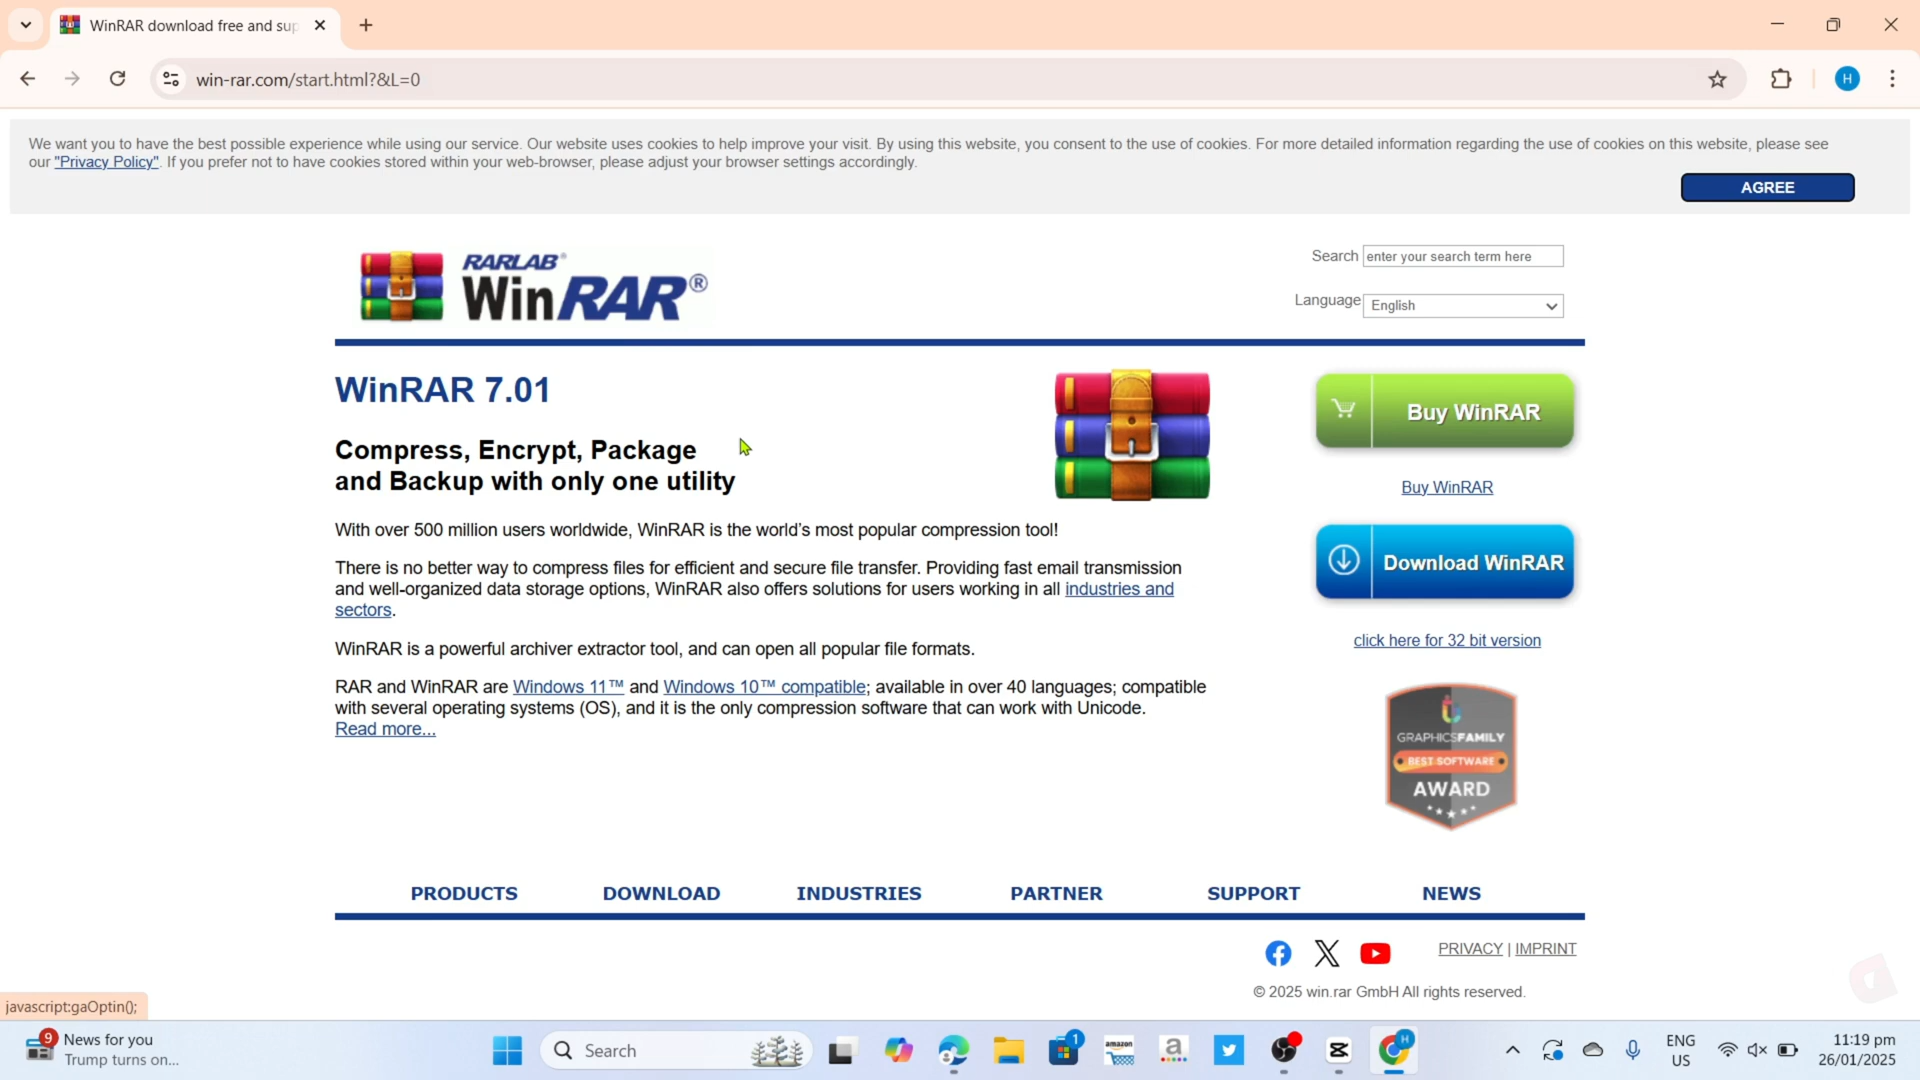 WinRAR download free and sup
win-rar.com/start.html?&L=0
H
We want you to have the best possible experience while using our service. Our website uses cookies to help improve your visit. By using this website, you consent to the use of cookies. For more detailed information regarding the use of cookies on this website, please see
our "Privacy Policy". If you prefer not to have cookies stored within your web-browser, please adjust your browser settings accordingly.
AGREE
RARLAB®
WinRAR®
Search enter your search term here
Language English
WinRAR 7.01
Compress, Encrypt, Package
and Backup with only one utility
With over 500 million users worldwide, WinRAR is the world's most popular compression tool!
There is no better way to compress files for efficient and secure file transfer. Providing fast email transmission
and well-organized data storage options, WinRAR also offers solutions for users working in all industries and
sectors.
WinRAR is a powerful archiver extractor tool, and can open all popular file formats.
RAR and WinRAR are Windows 11™ and Windows 10™ compatible; available in over 40 languages; compatible
with several operating systems (OS), and it is the only compression software that can work with Unicode.
Read more...
Buy WinRAR
Buy WinRAR
Download WinRAR
click here for 32 bit version
GRAPHICSFAMILY
BEST SOFTWARE
AWARD
PRODUCTS DOWNLOAD INDUSTRIES PARTNER SUPPORT NEWS
PRIVACY | IMPRINT
© 2025 win.rar GmbH All rights reserved.
javascript:gaOptin();
9
News for you
Trump turns on...
Search
1
amazon
a
H
ENG
US
11:19 pm
26/01/2025